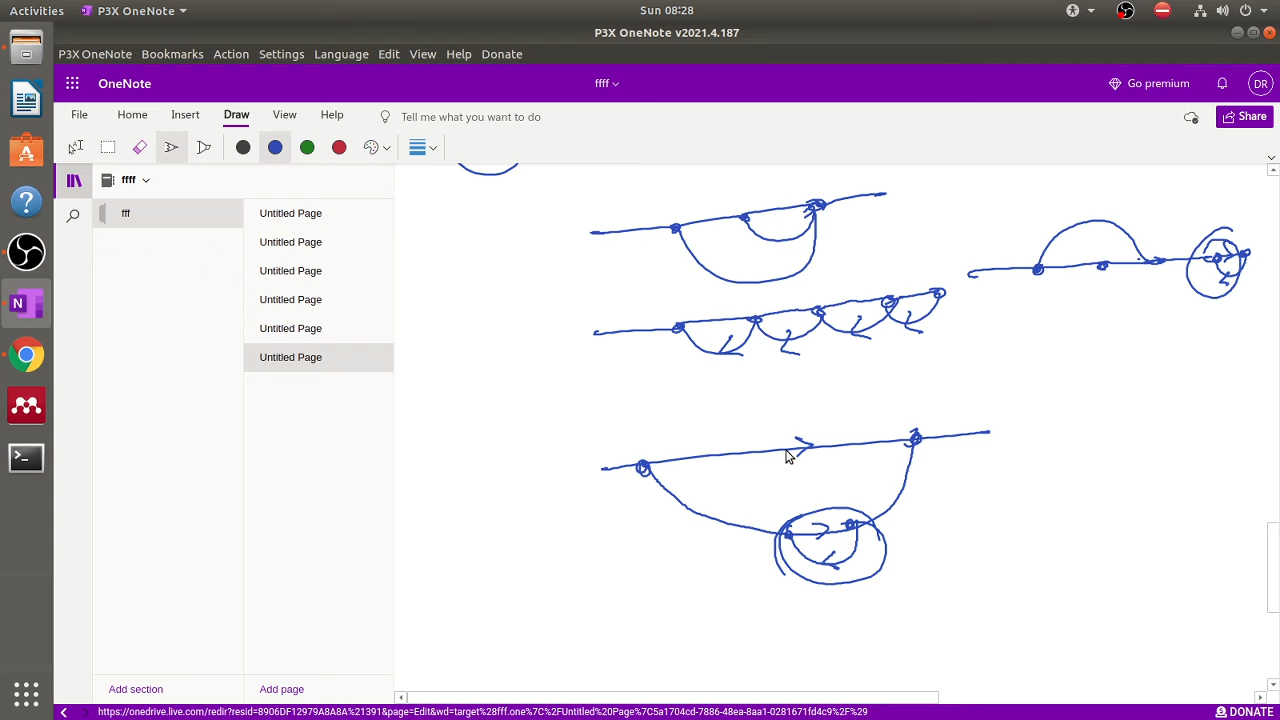 Activities P3X OneNote Sun 08:28
P3X OneNote v2021.4.187
P3X OneNote Bookmarks Action Settings Language Edit View Help Donate
OneNote ffff Go premium DR
File Home Insert Draw View Help Tell me what you want to do Share
ffff
fff Untitled Page
Untitled Page
Untitled Page
Untitled Page
Untitled Page
Untitled Page
Add section Add page
https://onedrive.live.com/redir?resid=8906DF12979A8A8A%21391&page=Edit&wd=target%28fff.one%7C%2FUntitled%20Page%7C5a1704cd-7886-48ea-8aa1-0281671fd4c9%2F%29 DONATE